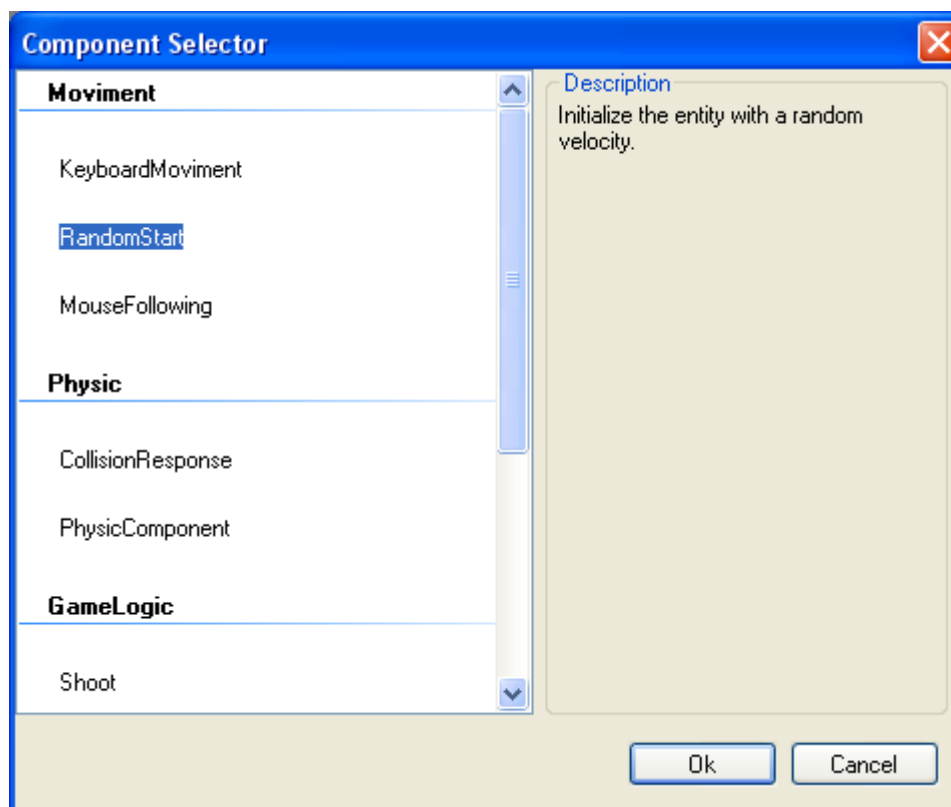 Component Selector
Moviment
KeyboardMoviment
RandomStart
MouseFollowing
Physic
CollisionResponse
PhysicComponent
GameLogic
Shoot
Description
Initialize the entity with a random
velocity.
Ok
Cancel